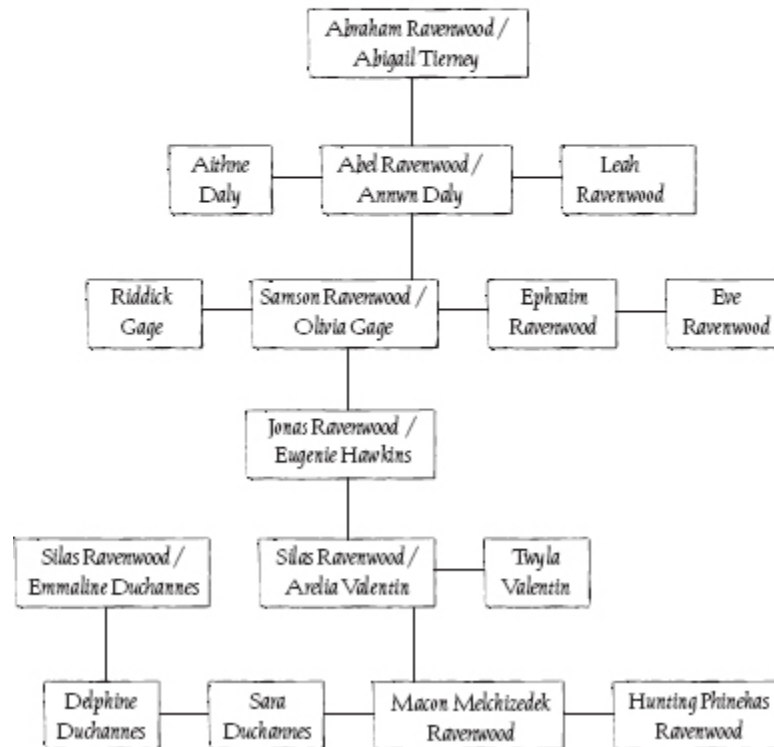 Abraham Ravenwood /
Abigail Tierney
Aithne
Daly
Abel Ravenwood /
Annwn Daly
Leah
Ravenwood
Riddick
Gage
Samson Ravenwood /
Olivia Gage
Ephraim
Ravenwood
Eve
Ravenwood
Jonas Ravenwood /
Eugenie Hawkins
Silas Ravenwood /
Emmaline Duchannes
Silas Ravenwood /
Arelia Valentin
Twyla
Valentin
Delphine
Duchannes
Sara
Duchannes
Macon Melchizedek
Ravenwood
Hunting Phinehas
Ravenwood